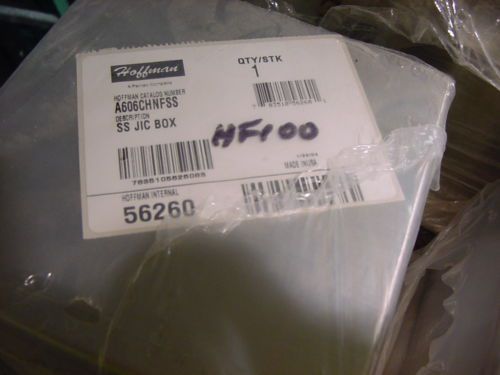 Hoffman
QTY/STK
1
HOFFMAN CATALOG NUMBER
A606CHNFSS
DESCRIPTION
SS JIC BOX
HF100
MADE IN USA
HOFFMAN INTERNAL
56260